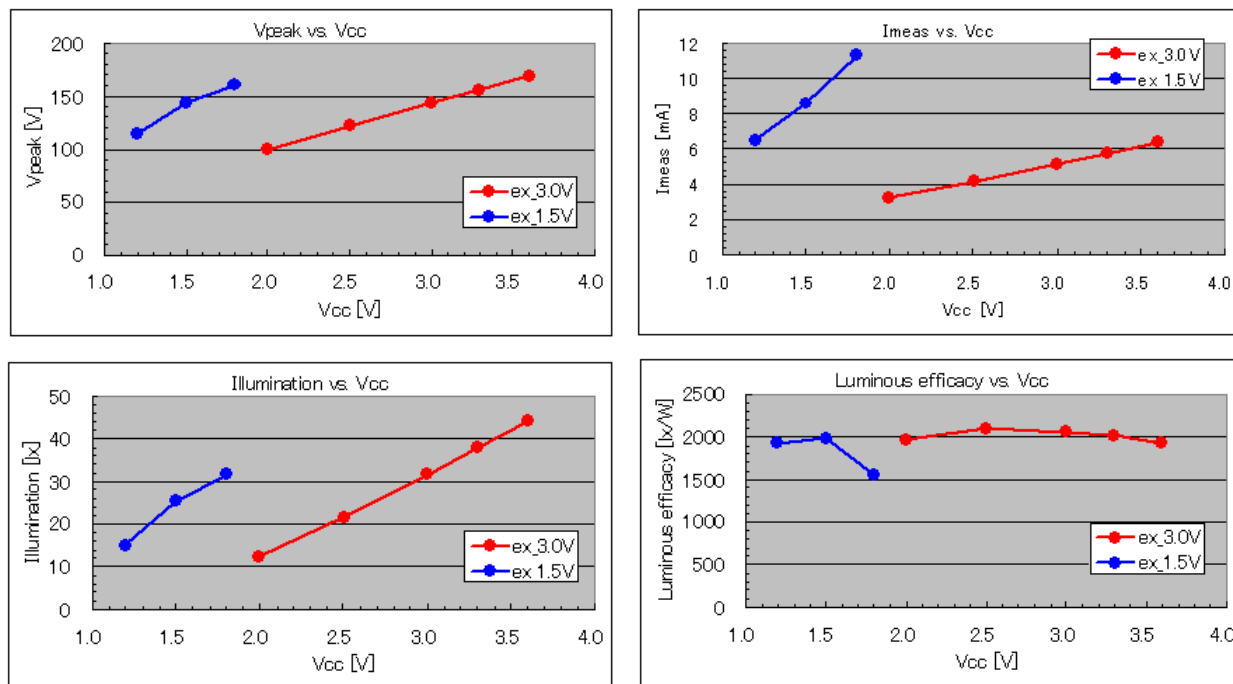 Vpeak vs. Vcc
200
150
100
50
0
Vpeak [V]
ex_3.0V
ex_1.5V
1.0 1.5 2.0 2.5 3.0 3.5 4.0
Vcc [V]
Imeas vs. Vcc
12
10
8
6
4
2
0
Imeas [mA]
ex_3.0V
ex 1.5V
1.0 1.5 2.0 2.5 3.0 3.5 4.0
Vcc [V]
Illumination vs. Vcc
50
40
30
20
10
0
Illumination [lx]
ex_3.0V
ex 1.5V
1.0 1.5 2.0 2.5 3.0 3.5 4.0
Vcc [V]
Luminous efficacy vs. Vcc
2500
2000
1500
1000
500
0
Luminous efficacy [lx/W]
ex_3.0V
ex_1.5V
1.0 1.5 2.0 2.5 3.0 3.5 4.0
Vcc [V]